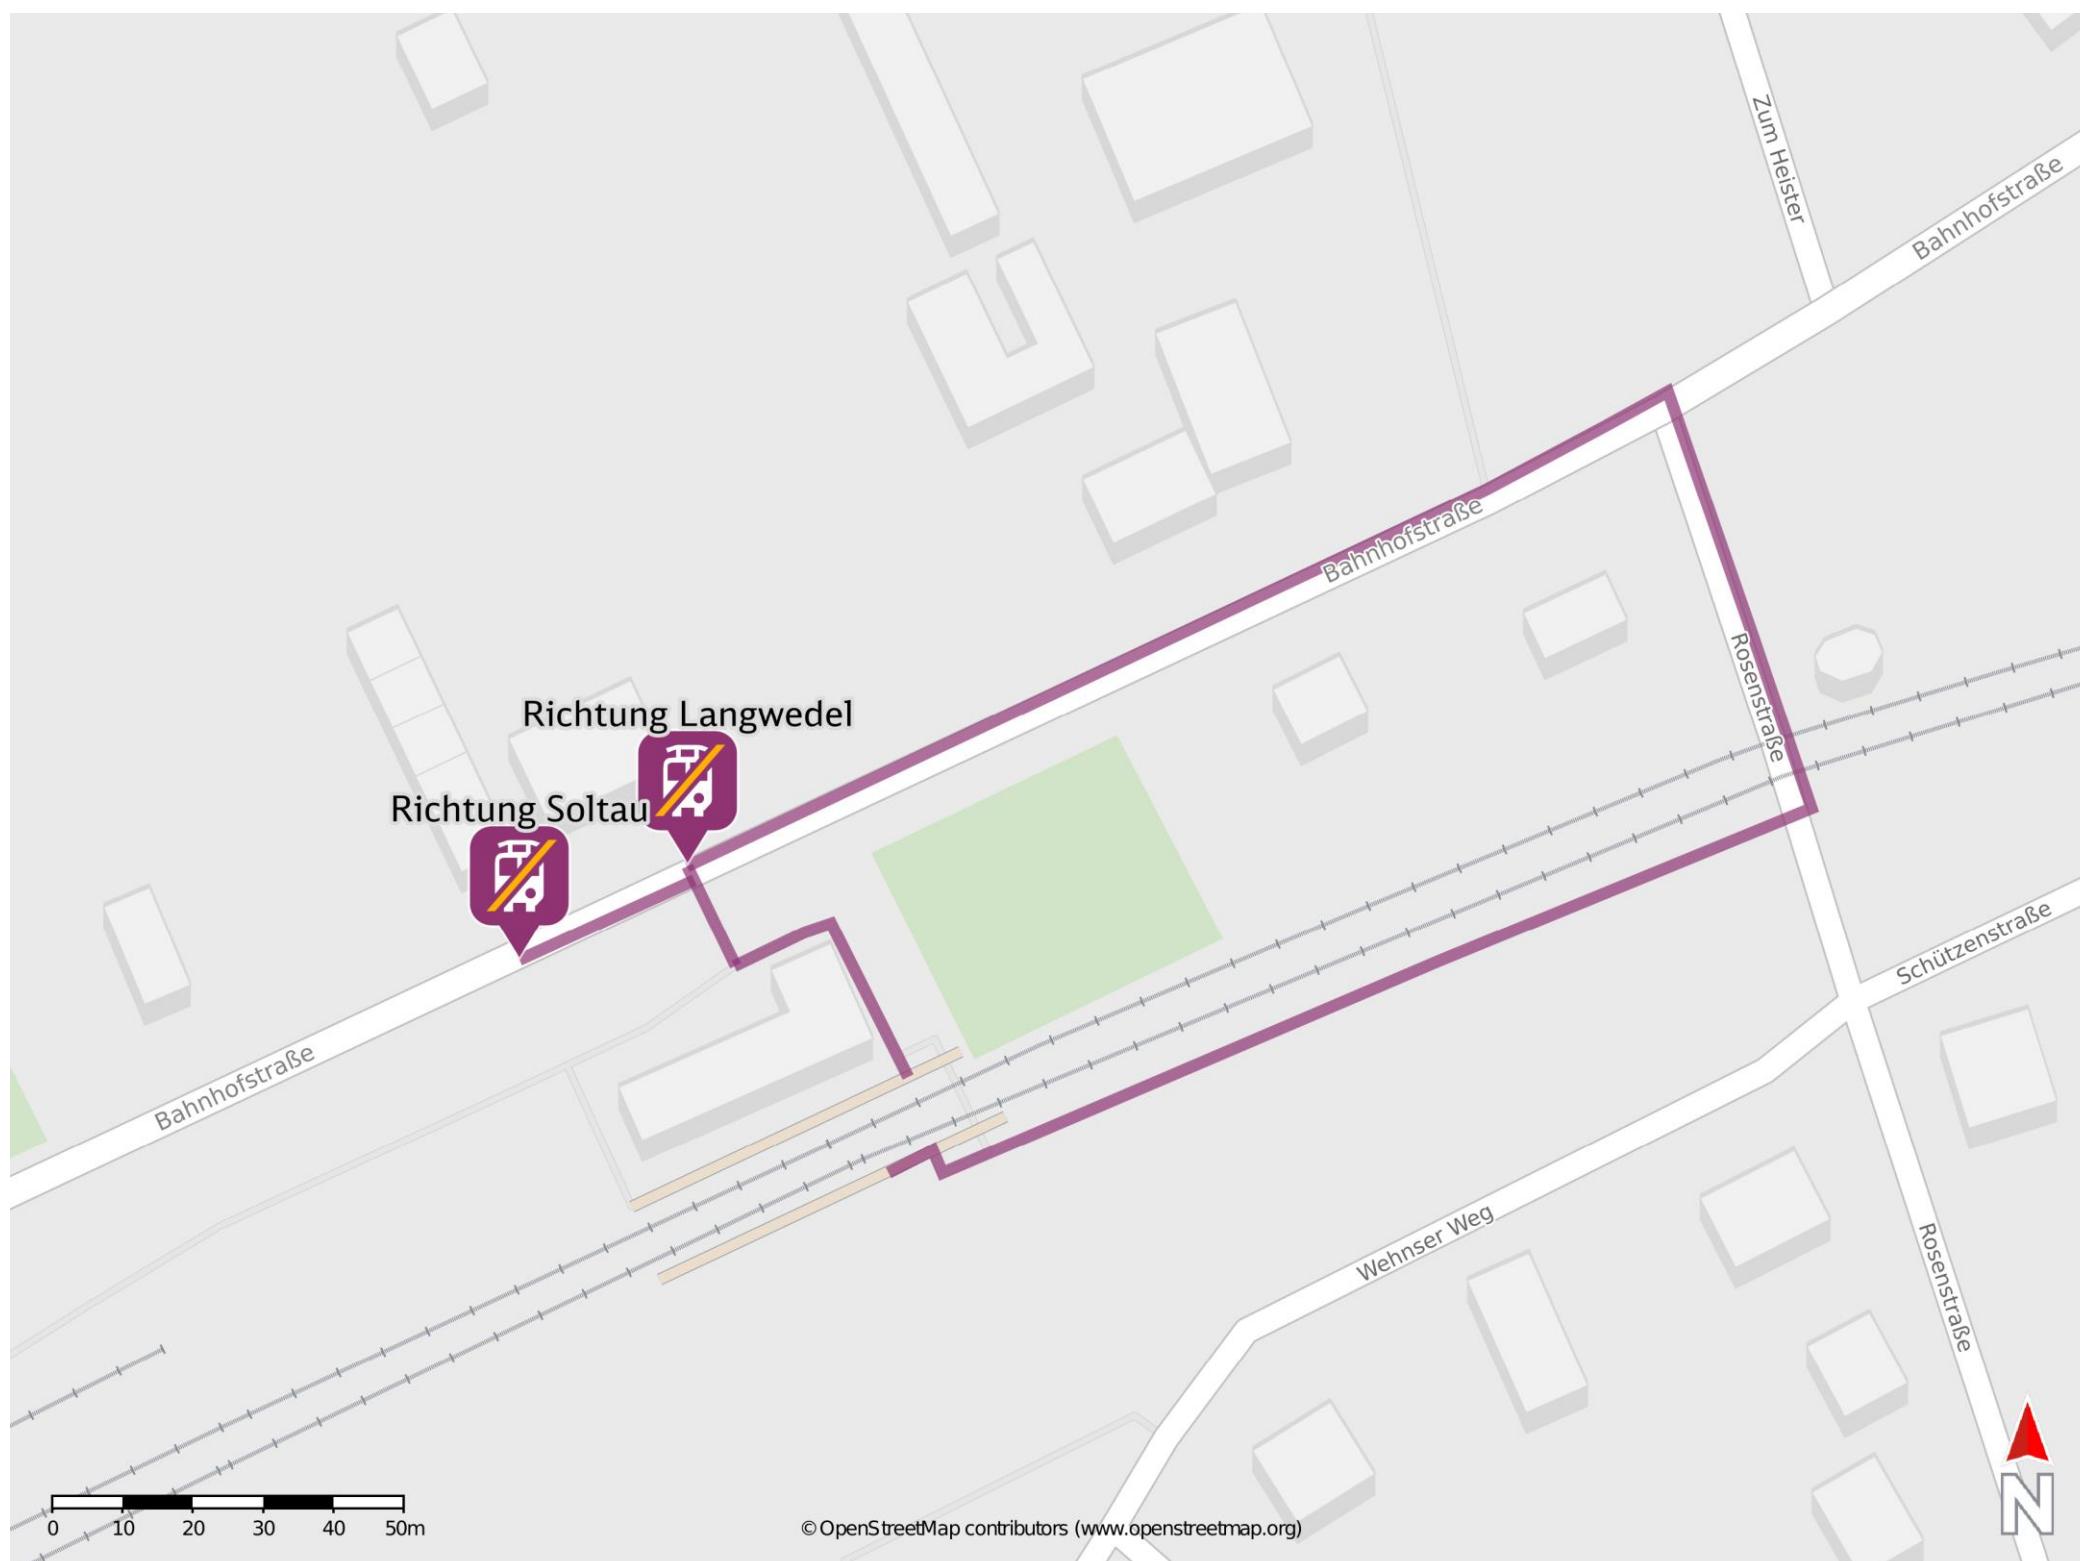 Zum Heister
Bahnhofstraße
Bahnhofstraße
Rosenstraße
Richtung Langwedel
Richtung Soltau
Schützenstraße
Bahnhofstraße
Wehnser Weg
Rosenstraße
0 10 20 30 40 50m
© OpenStreetMap contributors (www.openstreetmap.org)
N